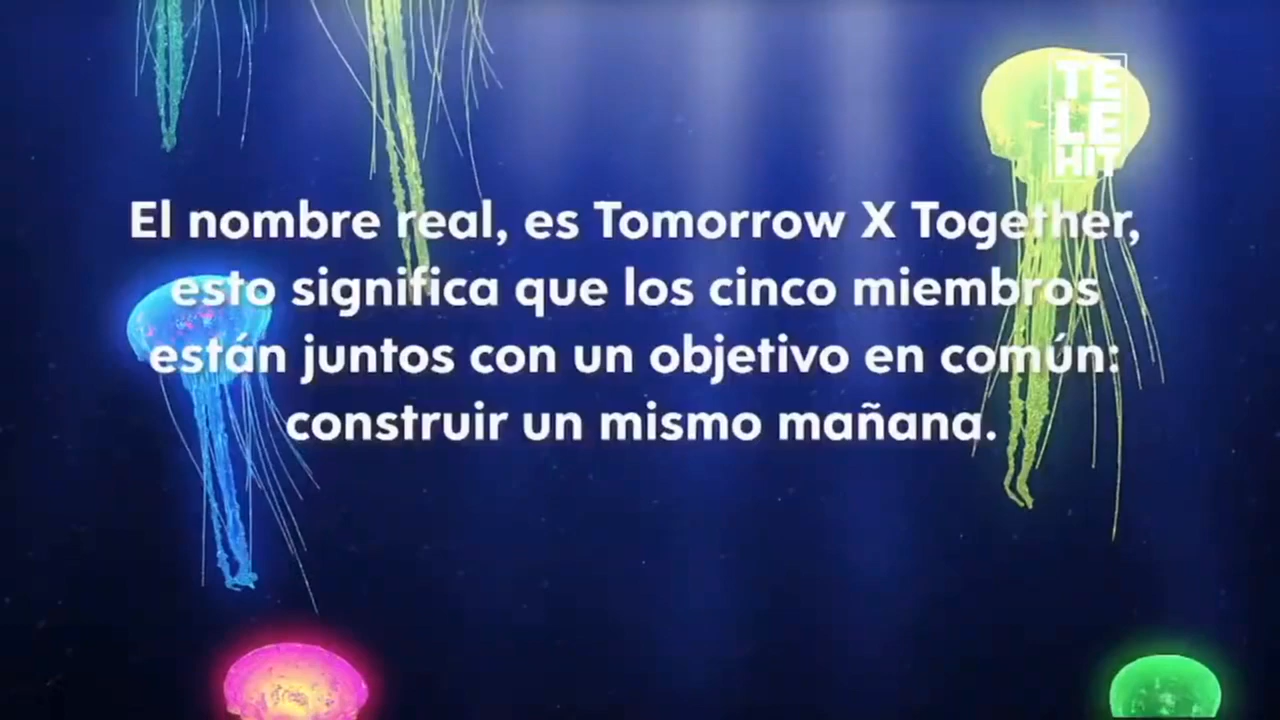 TE
LE
HIT
El nombre real, es Tomorrow X Together,
esto significa que los cinco miembros
están juntos con un objetivo en común:
construir un mismo mañana.